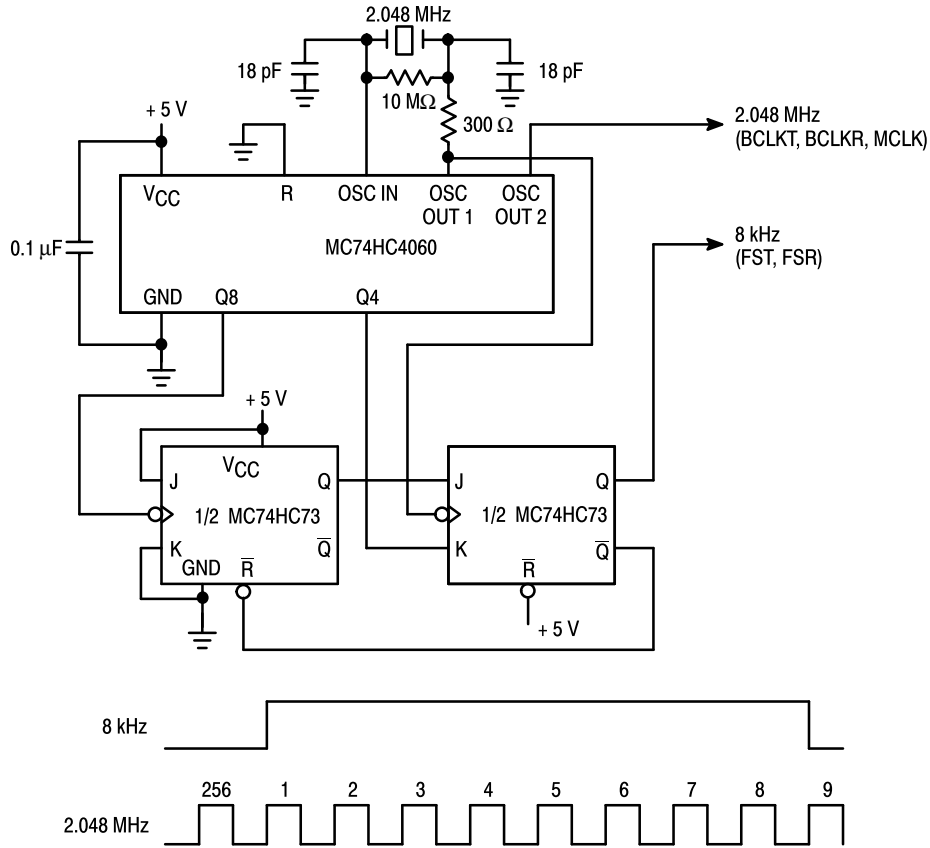 2.048 MHz
18 pF
18 pF
10 MΩ
300 Ω
+ 5 V
2.048 MHz
(BCLKT, BCLKR, MCLK)
VCC
R
OSC IN
OSC
OUT 1
OSC
OUT 2
0.1 µF
MC74HC4060
8 kHz
(FST, FSR)
GND
Q8
Q4
+ 5 V
VCC
J
Q
1/2 MC74HC73
K
Q̅
GND
R̅
J
Q
1/2 MC74HC73
K
Q̅
R̅
+ 5 V
8 kHz
256 1 2 3 4 5 6 7 8 9
2.048 MHz